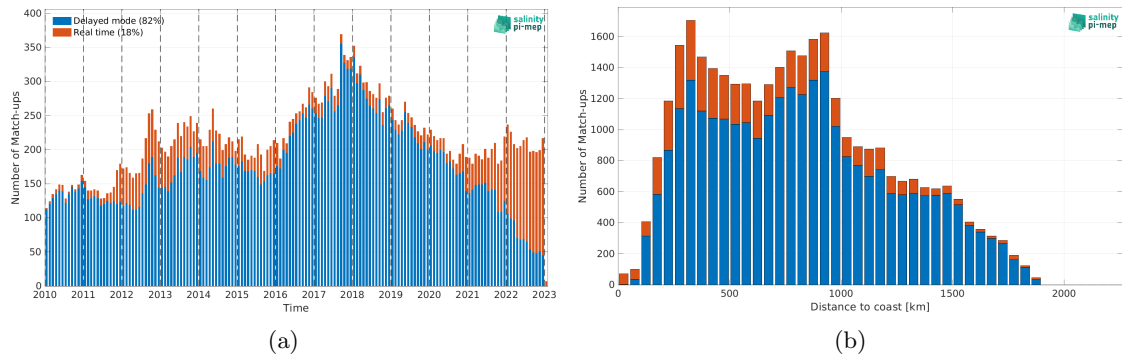 Delayed mode (82%)
Real time (18%)
salinity
pi-mep
Number of Match-ups
400
350
300
250
200
150
100
50
0
2010 2011 2012 2013 2014 2015 2016 2017 2018 2019 2020 2021 2022 2023
Time
(a)
salinity
pi-mep
Number of Match-ups
1600
1400
1200
1000
800
600
400
200
0
0 500 1000 1500 2000
Distance to coast [km]
(b)